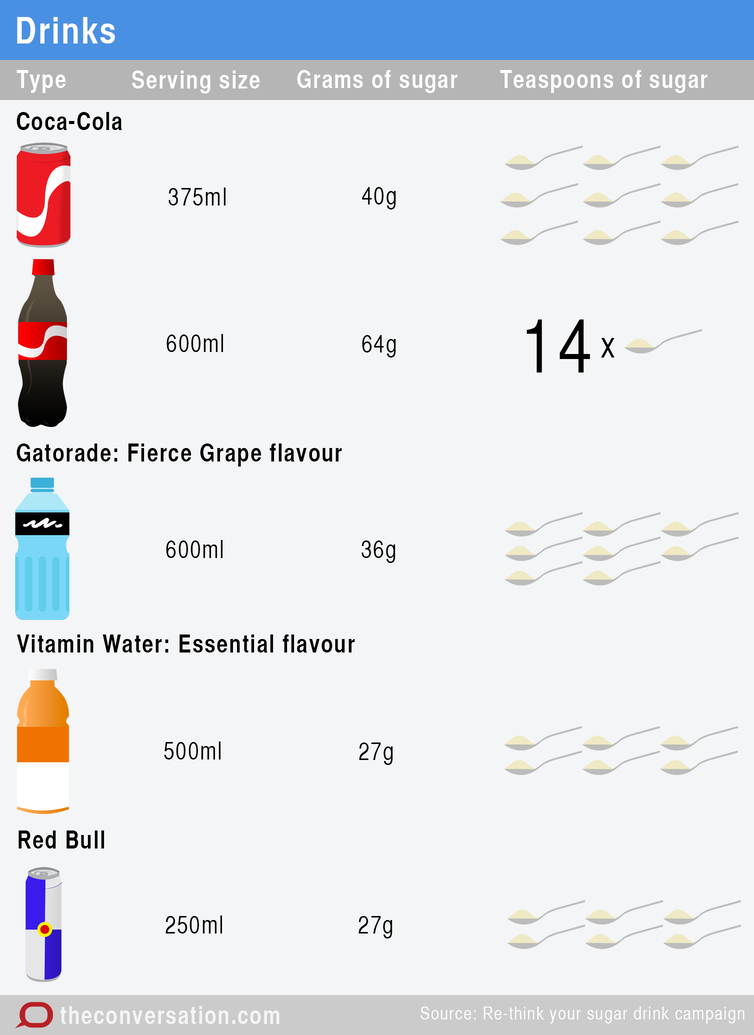 Drinks
Type Serving size Grams of sugar Teaspoons of sugar
Coca-Cola
375ml 40g
600ml 64g 14 x
Gatorade: Fierce Grape flavour
600ml 36g
Vitamin Water: Essential flavour
500ml 27g
Red Bull
250ml 27g
theconversation.com Source: Re-think your sugar drink campaign